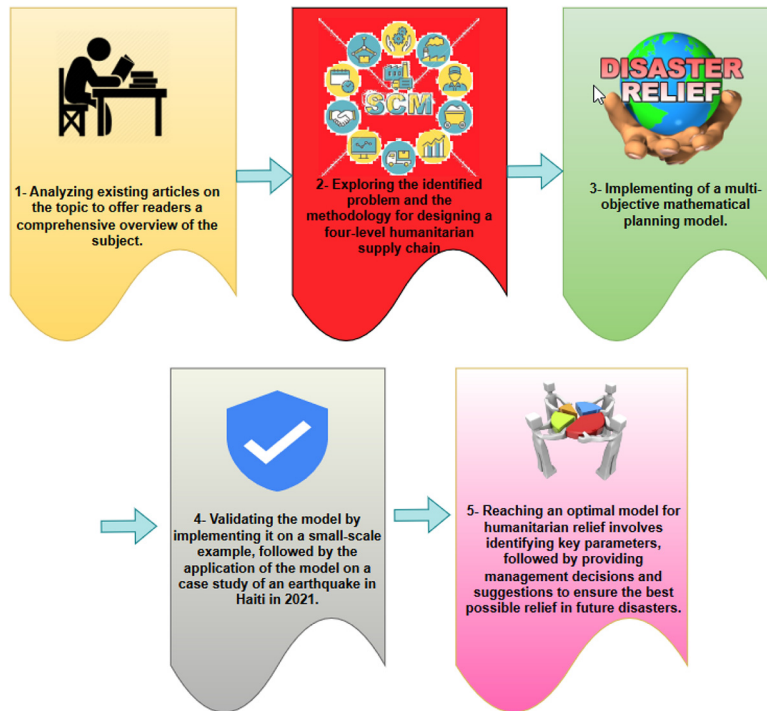 1- Analyzing existing articles on
the topic to offer readers a
comprehensive overview of the
subject.
SCM
2- Exploring the identified
problem and the
methodology for designing a
four-level humanitarian
supply chain
DISASTER
RELIEF
3- Implementing of a multi-
objective mathematical
planning model.
4- Validating the model by
implementing it on a small-scale
example, followed by the
application of the model on a
case study of an earthquake in
Haiti in 2021.
5- Reaching an optimal model for
humanitarian relief involves
identifying key parameters,
followed by providing
management decisions and
suggestions to ensure the best
possible relief in future disasters.